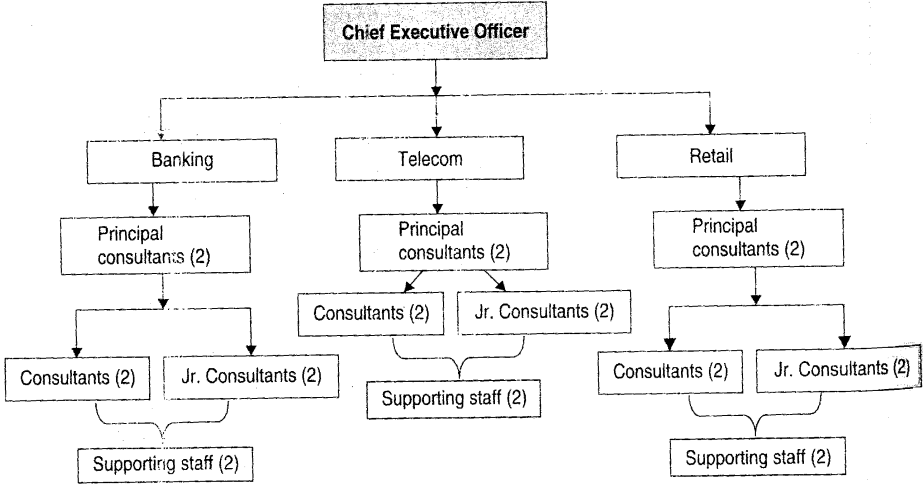 Chief Executive Officer
Banking
Telecom
Retail
Principal
consultants (2)
Principal
consultants (2)
Principal
consultants (2)
Consultants (2)
Jr. Consultants (2)
Consultants (2)
Jr. Consultants (2)
Consultants (2)
Jr. Consultants (2)
Supporting staff (2)
Supporting staff (2)
Supporting staff (2)